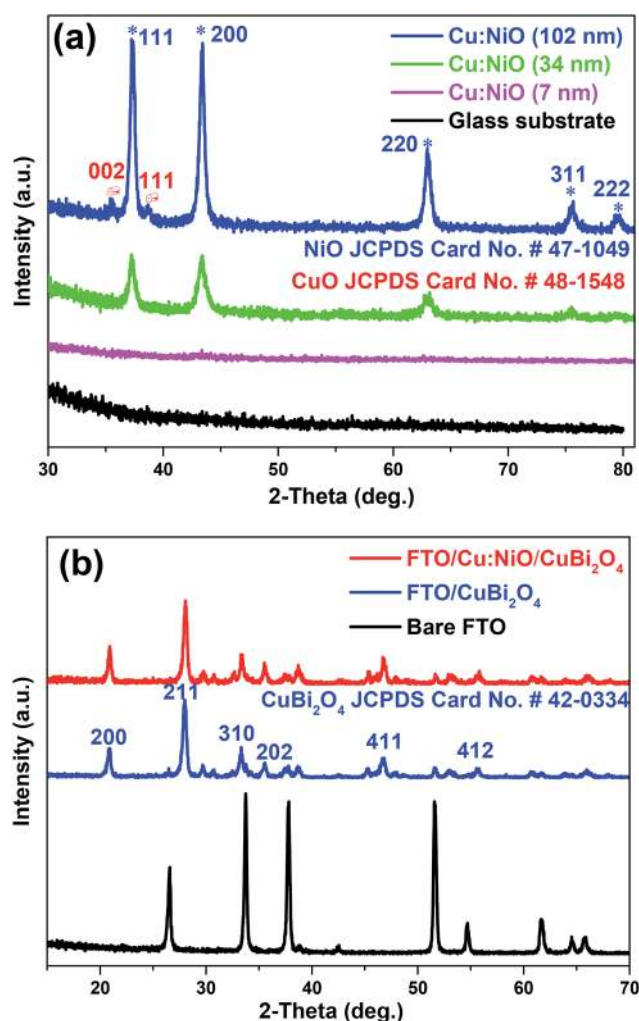 (a)
* 111
* 200
Cu:NiO (102 nm)
Cu:NiO (34 nm)
Cu:NiO (7 nm)
Glass substrate
002
111
220 *
311
*
222
*
NiO JCPDS Card No. # 47-1049
CuO JCPDS Card No. # 48-1548
Intensity (a.u.)
30 40 50 60 70 80
2-Theta (deg.)
(b)
FTO/Cu:NiO/CuBi₂O₄
FTO/CuBi₂O₄
Bare FTO
211
CuBi₂O₄ JCPDS Card No. # 42-0334
200
310
202
411
412
Intensity (a.u.)
20 30 40 50 60 70
2-Theta (deg.)